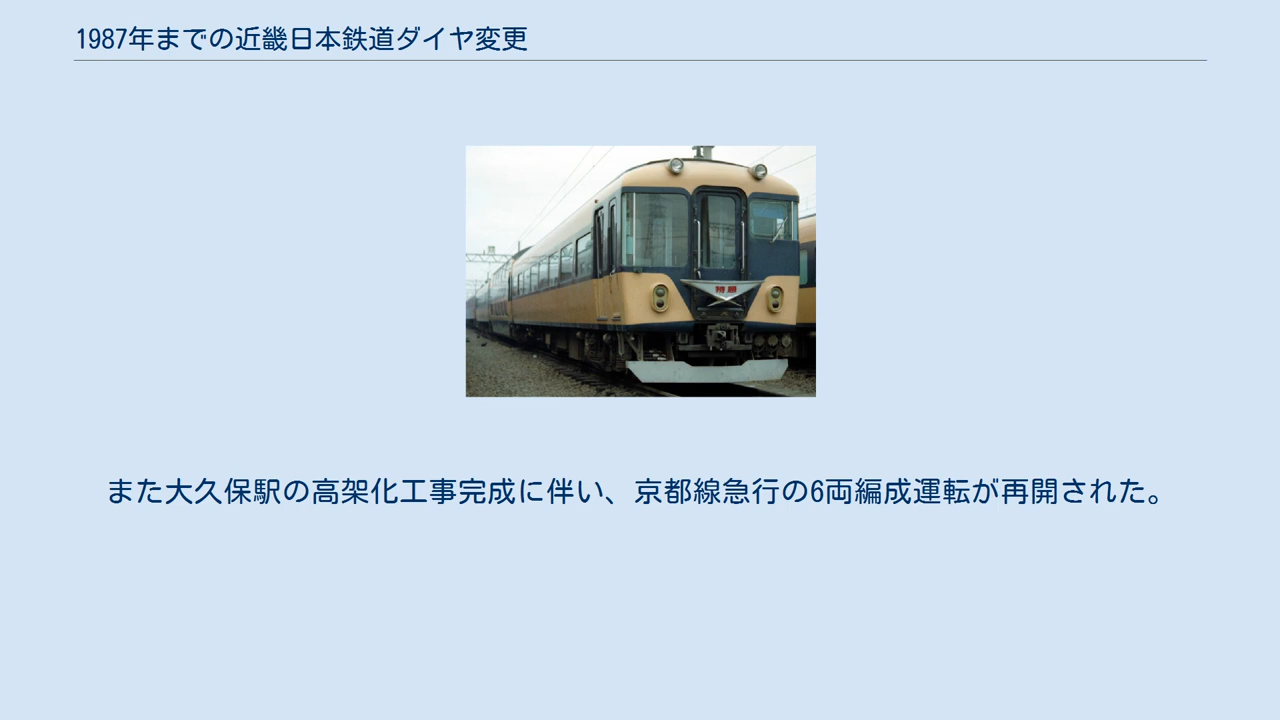 1987年までの近畿日本鉄道ダイヤ変更
特急
また大久保駅の高架化工事完成に伴い、京都線急行の6両編成運転が再開された。